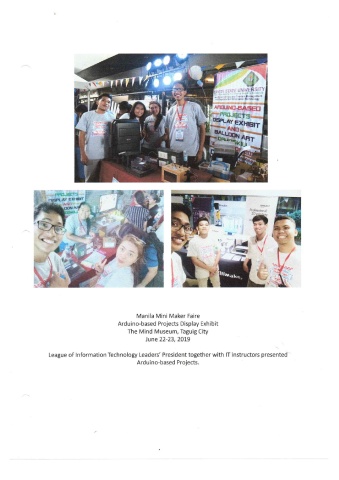 ARDUINO-BASED
PROJECTS
DISPLAY EXHIBIT
AND
BALLOON ART
Manila Mini Maker Faire
Arduino-based Projects Display Exhibit
The Mind Museum, Taguig City
June 22-23, 2019
League of Information Technology Leaders' President together with IT Instructors presented
Arduino-based Projects.